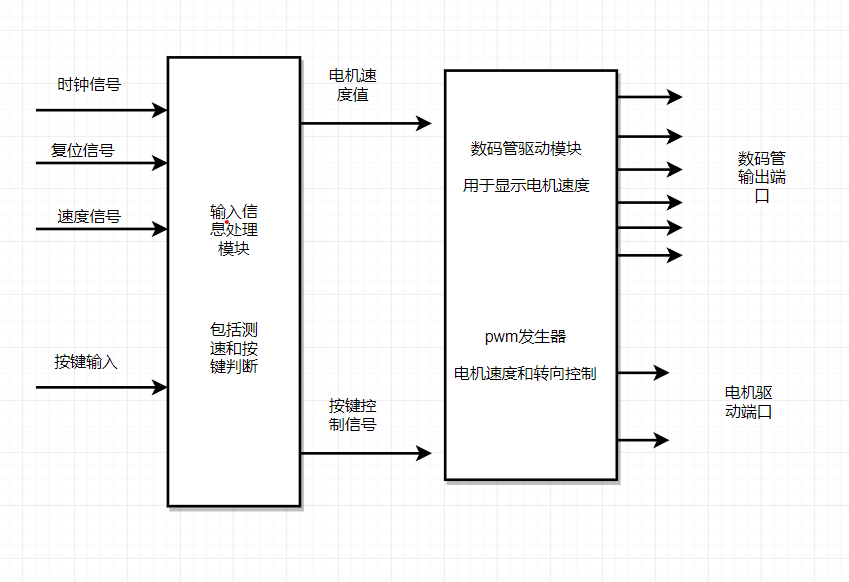 时钟信号
复位信号
速度信号
按键输入
输入信
息处理
模块
包括测
速和按
键判断
电机速
度值
按键控
制信号
数码管驱动模块
用于显示电机速度
pwm发生器
电机速度和转向控制
数码管
输出端
口
电机驱
动端口